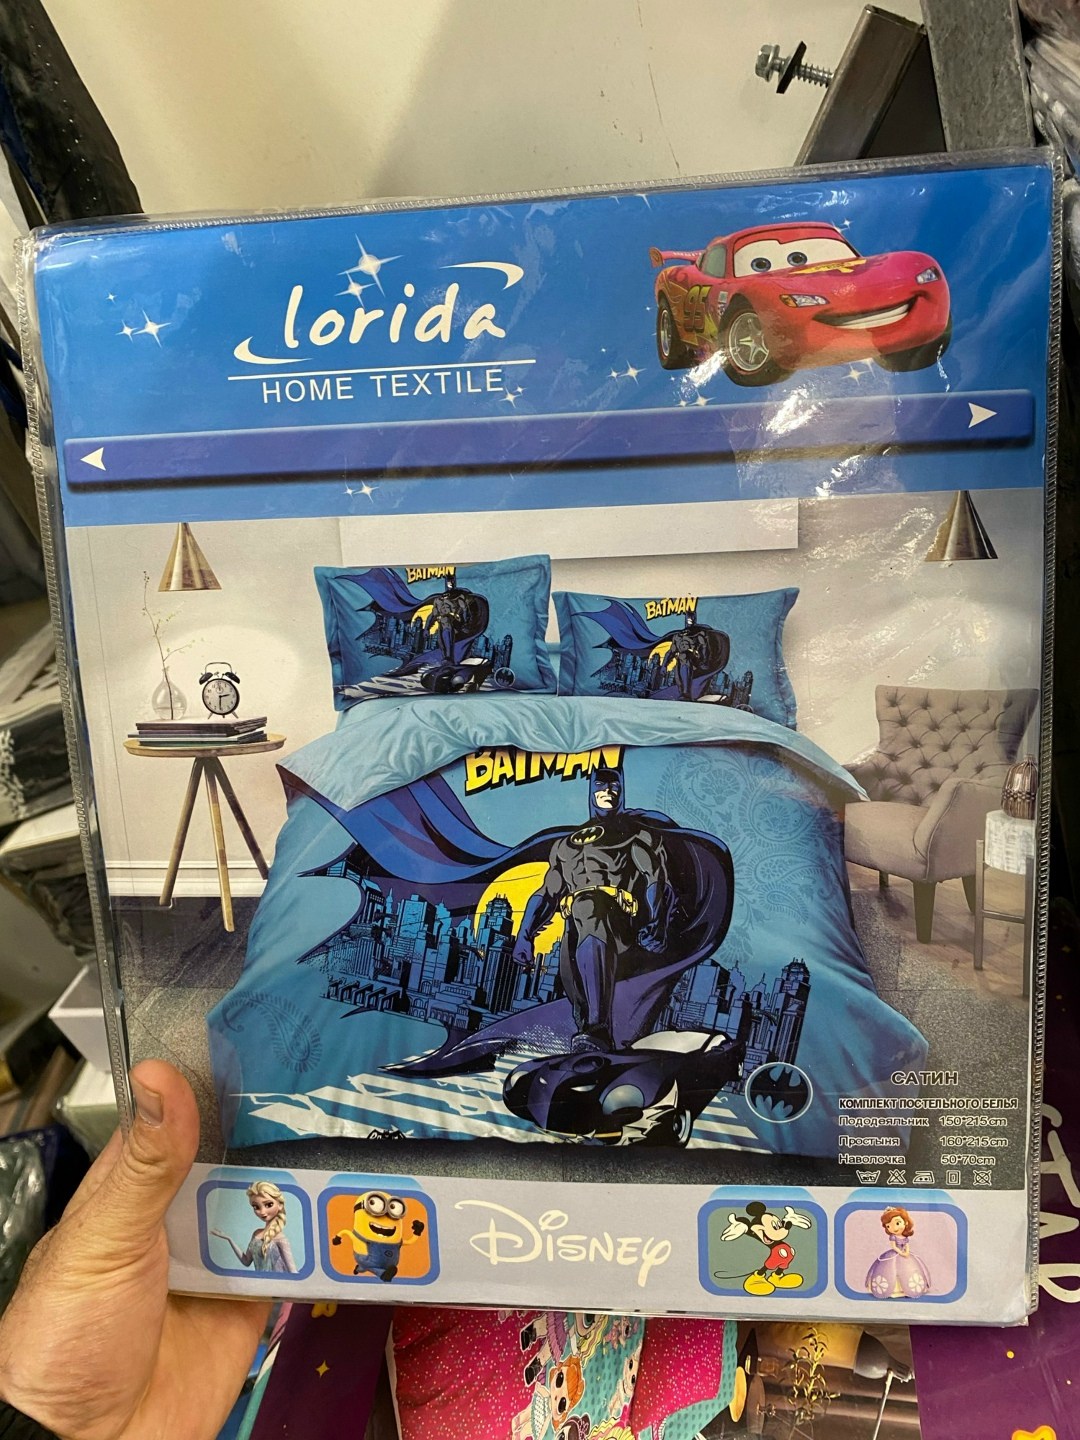 lorida
HOME TEXTILE
95
BATMAN
BATMAN
BATMAN
САТИН
КОМПЛЕКТ ПОСТЕЛЬНОГО БЕЛЬЯ
Пододеяльник 150*215cm
Простыня 160*215cm
Наволочка 50*70cm
Disney